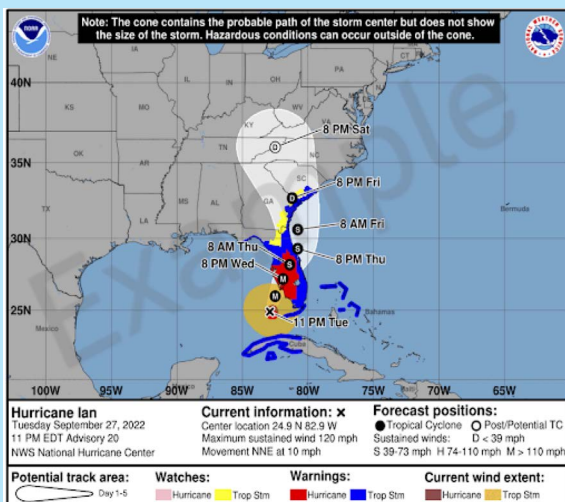 Note: The cone contains the probable path of the storm center but does not show
the size of the storm. Hazardous conditions can occur outside of the cone.
NOAA
NATIONAL WEATHER SERVICE
Example
40N
35N
30N
25N
NE
IA
IL
IN
OH
PA
KS
MO
KY
WV
OK
AR
TN
NC
TX
LA
MS
AL
GA
SC
Bermuda
Mexico
Cuba
Bahamas
8 PM Sat
8 PM Fri
8 AM Fri
8 PM Thu
8 AM Thu
8 PM Wed
11 PM Tue
D
D
S
S
S
M
M
100W
95W
90W
85W
80W
75W
70W
65W
Hurricane Ian
Tuesday September 27, 2022
11 PM EDT Advisory 20
NWS National Hurricane Center
Current information: x
Center location 24.9 N 82.9 W
Maximum sustained wind 120 mph
Movement NNE at 10 mph
Forecast positions:
Tropical Cyclone Post/Potential TC
Sustained winds: D < 39 mph
S 39-73 mph H 74-110 mph M > 110 mph
Potential track area:
Day 1-5
Watches:
Hurricane Trop Stm
Warnings:
Hurricane Trop Stm
Current wind extent:
Hurricane Trop Stm